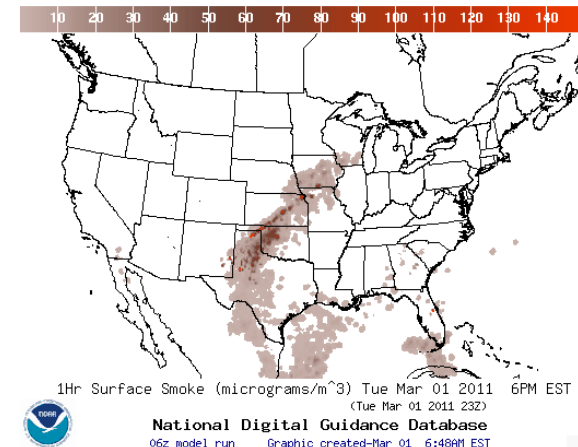 10 20 30 40 50 60 70 80 90 100 110 120 130 140
1Hr Surface Smoke (micrograms/m^3) Tue Mar 01 2011 6PM EST
(Tue Mar 01 2011 23Z)
noaa
National Digital Guidance Database
06z model run Graphic created-Mar 01 6:48AM EST